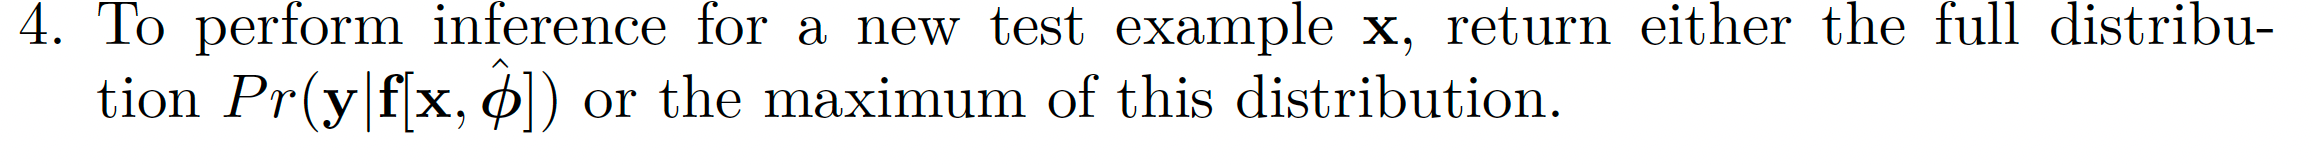 4. To perform inference for a new test example x, return either the full distribu-
tion Pr(y|f[x, ϕ̂]) or the maximum of this distribution.